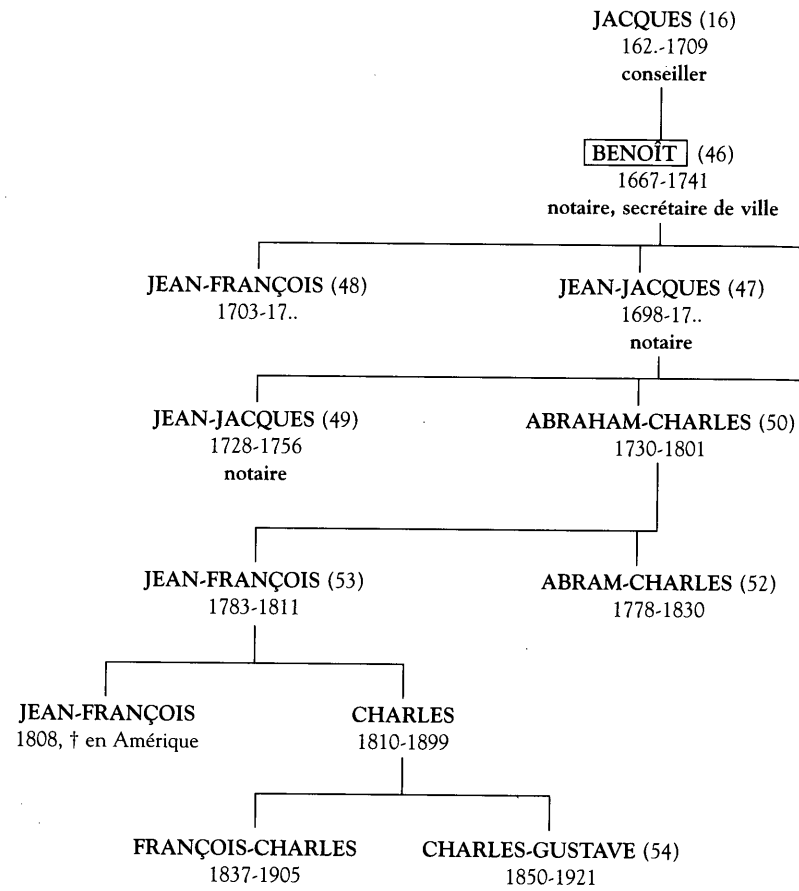 JACQUES (16)
162.-1709
conseiller
BENOÎT (46)
1667-1741
notaire, secrétaire de ville
JEAN-FRANÇOIS (48)
1703-17..
JEAN-JACQUES (47)
1698-17..
notaire
JEAN-JACQUES (49)
1728-1756
notaire
ABRAHAM-CHARLES (50)
1730-1801
JEAN-FRANÇOIS (53)
1783-1811
ABRAM-CHARLES (52)
1778-1830
JEAN-FRANÇOIS
1808, † en Amérique
CHARLES
1810-1899
FRANÇOIS-CHARLES
1837-1905
CHARLES-GUSTAVE (54)
1850-1921